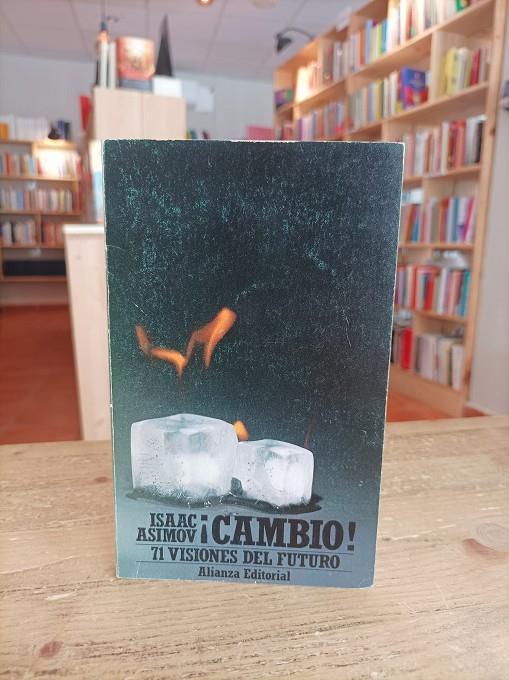 ISAAC
ASIMOV
¡CAMBIO!
71 VISIONES DEL FUTURO
Alianza Editorial